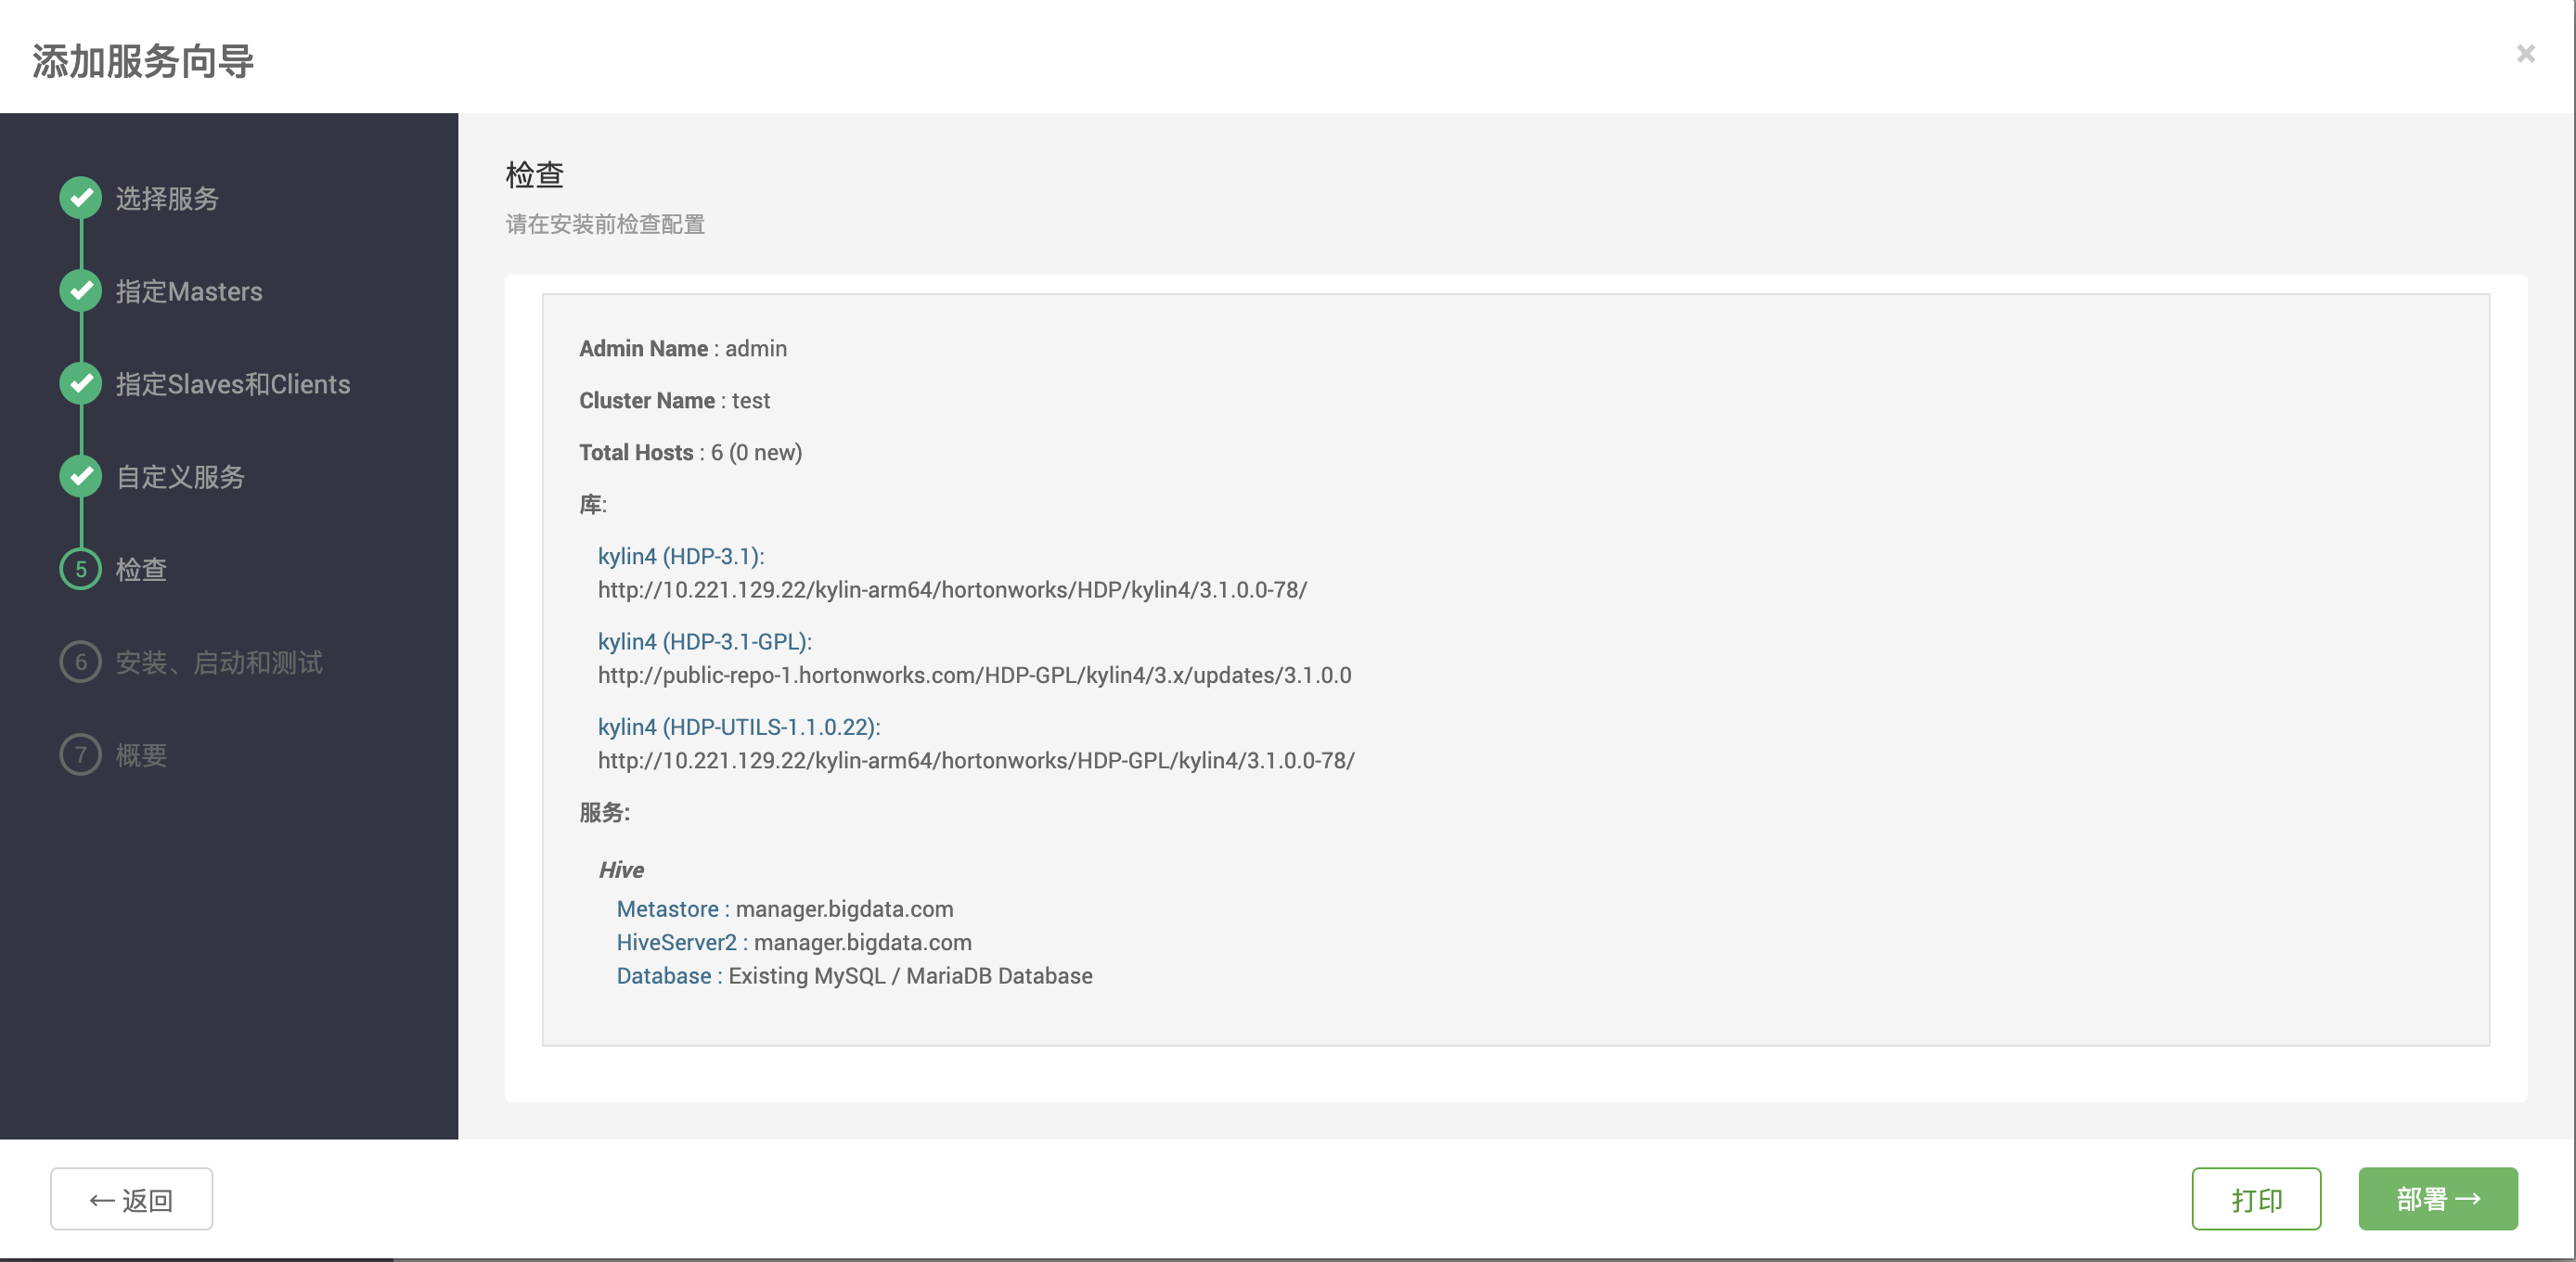 添加服务向导
×
选择服务
指定Masters
指定Slaves和Clients
自定义服务
5 检查
6 安装、启动和测试
7 概要
检查
请在安装前检查配置
Admin Name : admin
Cluster Name : test
Total Hosts : 6 (0 new)
库:
kylin4 (HDP-3.1):
http://10.221.129.22/kylin-arm64/hortonworks/HDP/kylin4/3.1.0.0-78/
kylin4 (HDP-3.1-GPL):
http://public-repo-1.hortonworks.com/HDP-GPL/kylin4/3.x/updates/3.1.0.0
kylin4 (HDP-UTILS-1.1.0.22):
http://10.221.129.22/kylin-arm64/hortonworks/HDP-GPL/kylin4/3.1.0.0-78/
服务:
Hive
Metastore : manager.bigdata.com
HiveServer2 : manager.bigdata.com
Database : Existing MySQL / MariaDB Database
← 返回
打印
部署 →